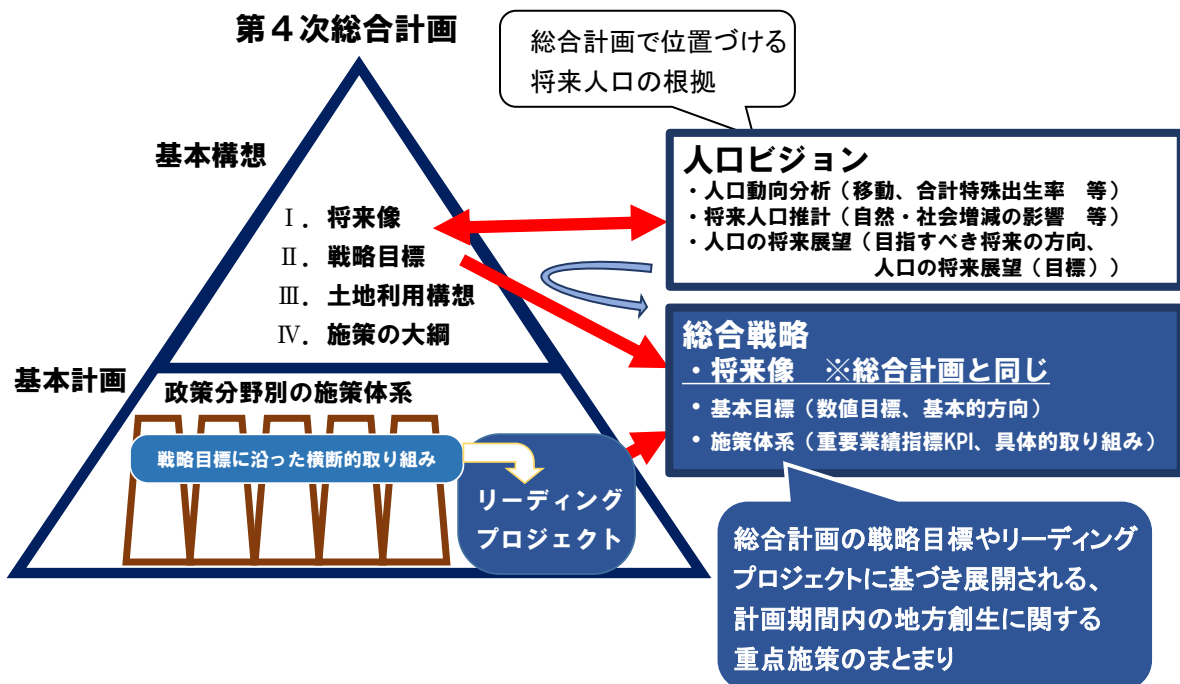 第４次総合計画
総合計画で位置づける
将来人口の根拠
基本構想
Ⅰ．将来像
Ⅱ．戦略目標
Ⅲ．土地利用構想
Ⅳ．施策の大綱
人口ビジョン
・人口動向分析（移動、合計特殊出生率　等）
・将来人口推計（自然・社会増減の影響　等）
・人口の将来展望（目指すべき将来の方向、
人口の将来展望（目標））
総合戦略
・将来像　※総合計画と同じ
・基本目標（数値目標、基本的方向）
・施策体系（重要業績指標KPI、具体的取り組み）
基本計画
政策分野別の施策体系
戦略目標に沿った横断的取り組み
リーディング
プロジェクト
総合計画の戦略目標やリーディング
プロジェクトに基づき展開される、
計画期間内の地方創生に関する
重点施策のまとまり